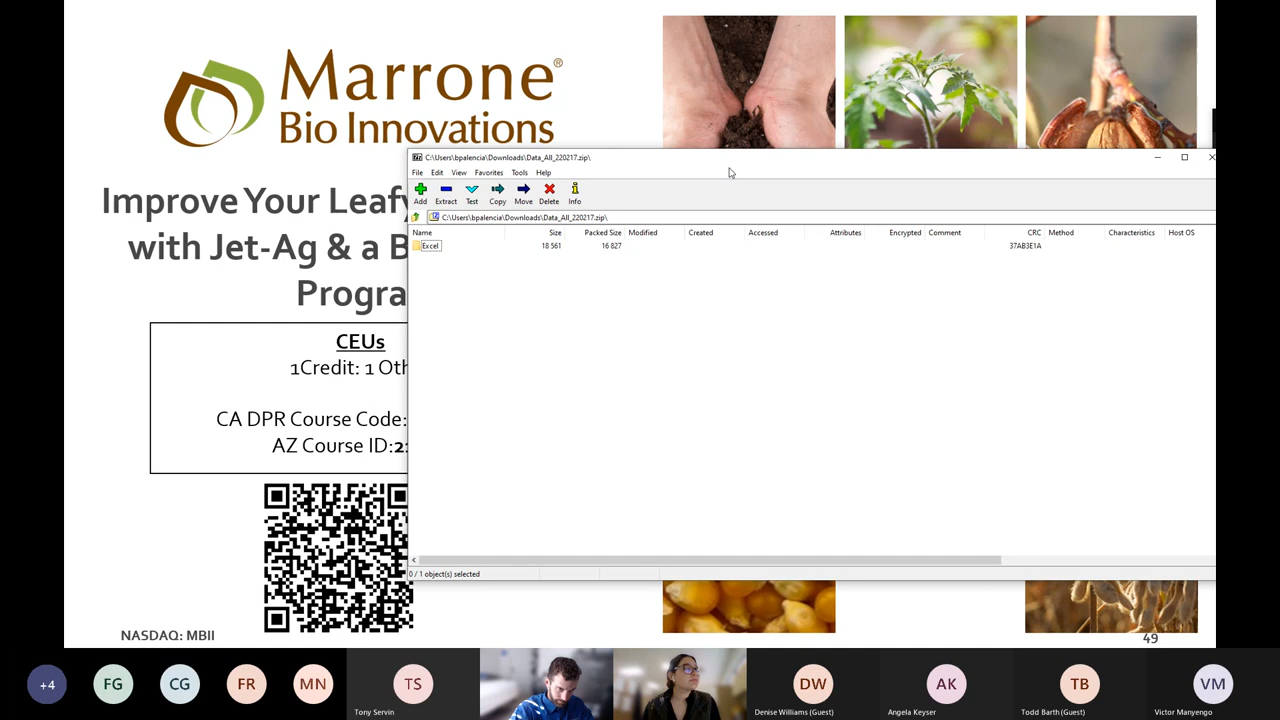 Marrone®
Bio Innovations
C:\Users\bpalencia\Downloads\Data_All_220217.zip\
File Edit View Favorites Tools Help
Add Extract Test Copy Move Delete Info
C:\Users\bpalencia\Downloads\Data_All_220217.zip\
Name Size Packed Size Modified Created Accessed Attributes Encrypted Comment CRC Method Characteristics Host OS
Excel 18 561 16 827 37AB3E1A
0 / 1 object(s) selected
Improve Your Leafy
with Jet-Ag & a B
Progra
CEUs
1Credit: 1 Oth
CA DPR Course Code:
AZ Course ID:
NASDAQ: MBII
49
+4 FG CG FR MN TS DW AK TB VM
Tony Servin Denise Williams (Guest) Angela Keyser Todd Barth (Guest) Victor Manyengo